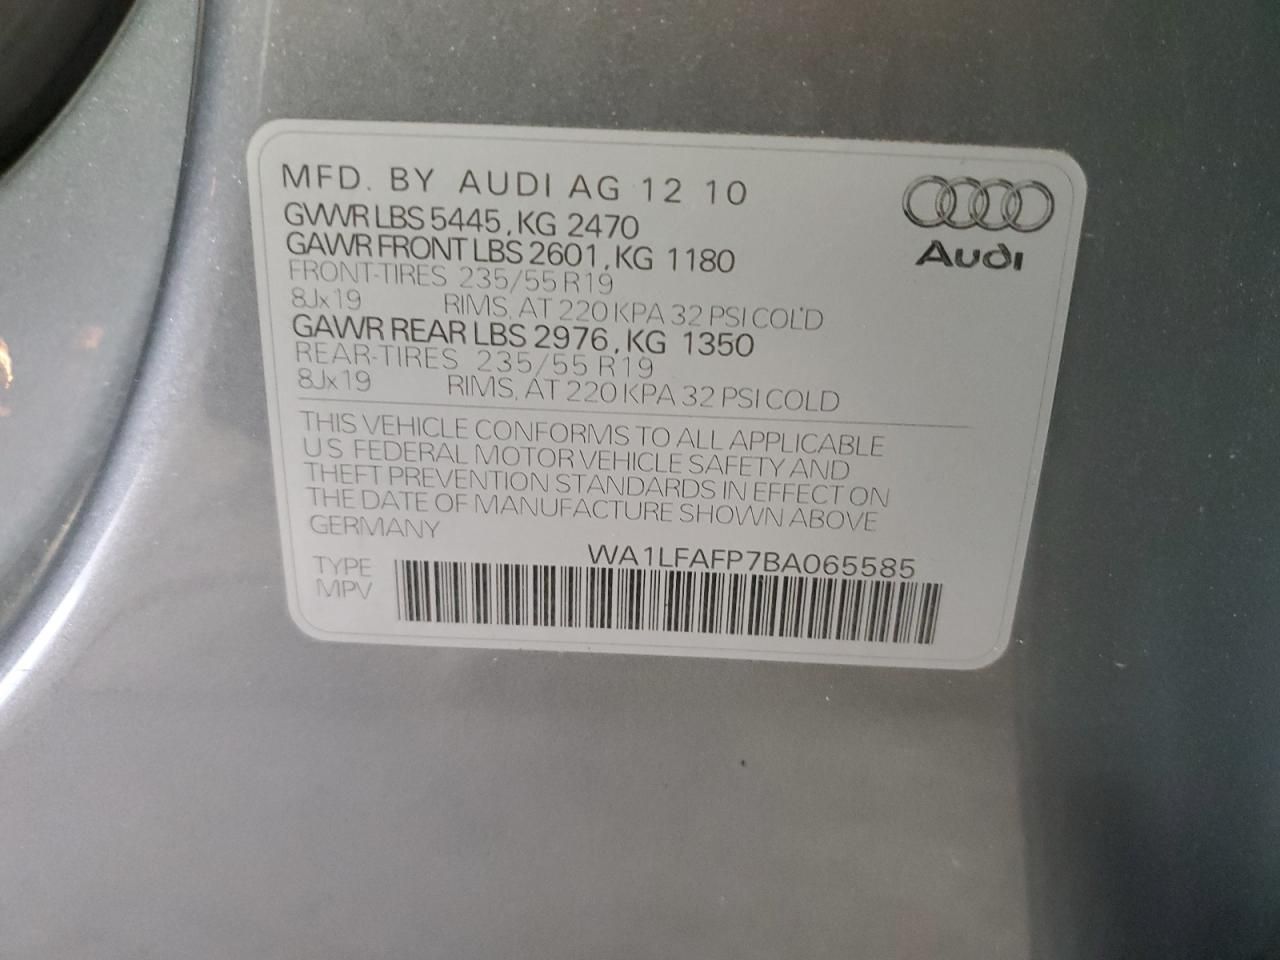 MFD. BY AUDI AG 12 10
GVWR LBS 5445, KG 2470
GAWR FRONT LBS 2601, KG 1180
FRONT-TIRES 235/55 R19
8Jx19 RIMS, AT 220 KPA 32 PSI COLD
GAWR REAR LBS 2976, KG 1350
REAR-TIRES 235/55 R19
8Jx19 RIMS, AT 220 KPA 32 PSI COLD
Audi
THIS VEHICLE CONFORMS TO ALL APPLICABLE
U S FEDERAL MOTOR VEHICLE SAFETY AND
THEFT PREVENTION STANDARDS IN EFFECT ON
THE DATE OF MANUFACTURE SHOWN ABOVE
GERMANY
WA1LFAFP7BA065585
TYPE
MPV